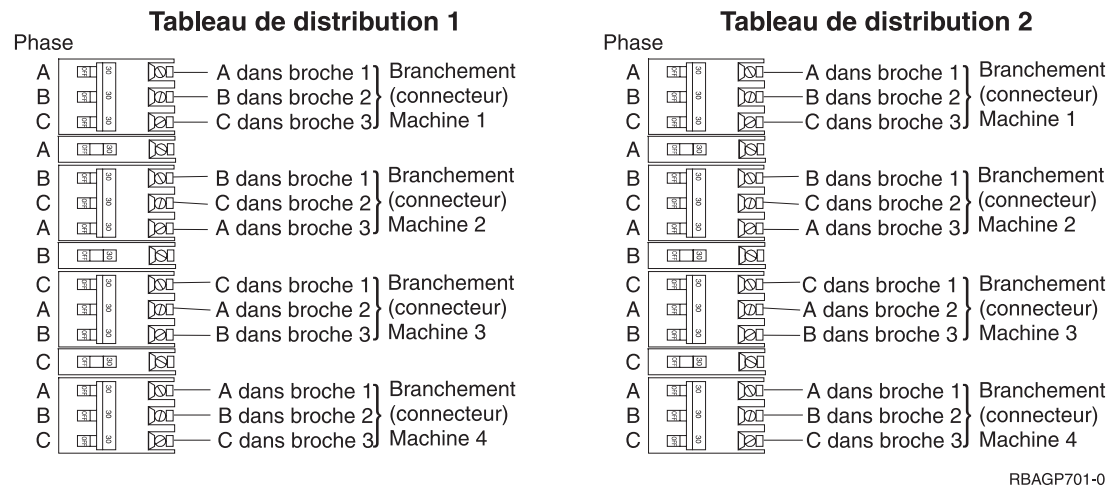 Tableau de distribution 1
Phase
A A dans broche 1 Branchement
B B dans broche 2 (connecteur)
C C dans broche 3 Machine 1
A
B B dans broche 1 Branchement
C C dans broche 2 (connecteur)
A A dans broche 3 Machine 2
B
C C dans broche 1 Branchement
A A dans broche 2 (connecteur)
B B dans broche 3 Machine 3
C
A A dans broche 1 Branchement
B B dans broche 2 (connecteur)
C C dans broche 3 Machine 4
Tableau de distribution 2
Phase
A A dans broche 1 Branchement
B B dans broche 2 (connecteur)
C C dans broche 3 Machine 1
A
B B dans broche 1 Branchement
C C dans broche 2 (connecteur)
A A dans broche 3 Machine 2
B
C C dans broche 1 Branchement
A A dans broche 2 (connecteur)
B B dans broche 3 Machine 3
C
A A dans broche 1 Branchement
B B dans broche 2 (connecteur)
C C dans broche 3 Machine 4
RBAGP701-0